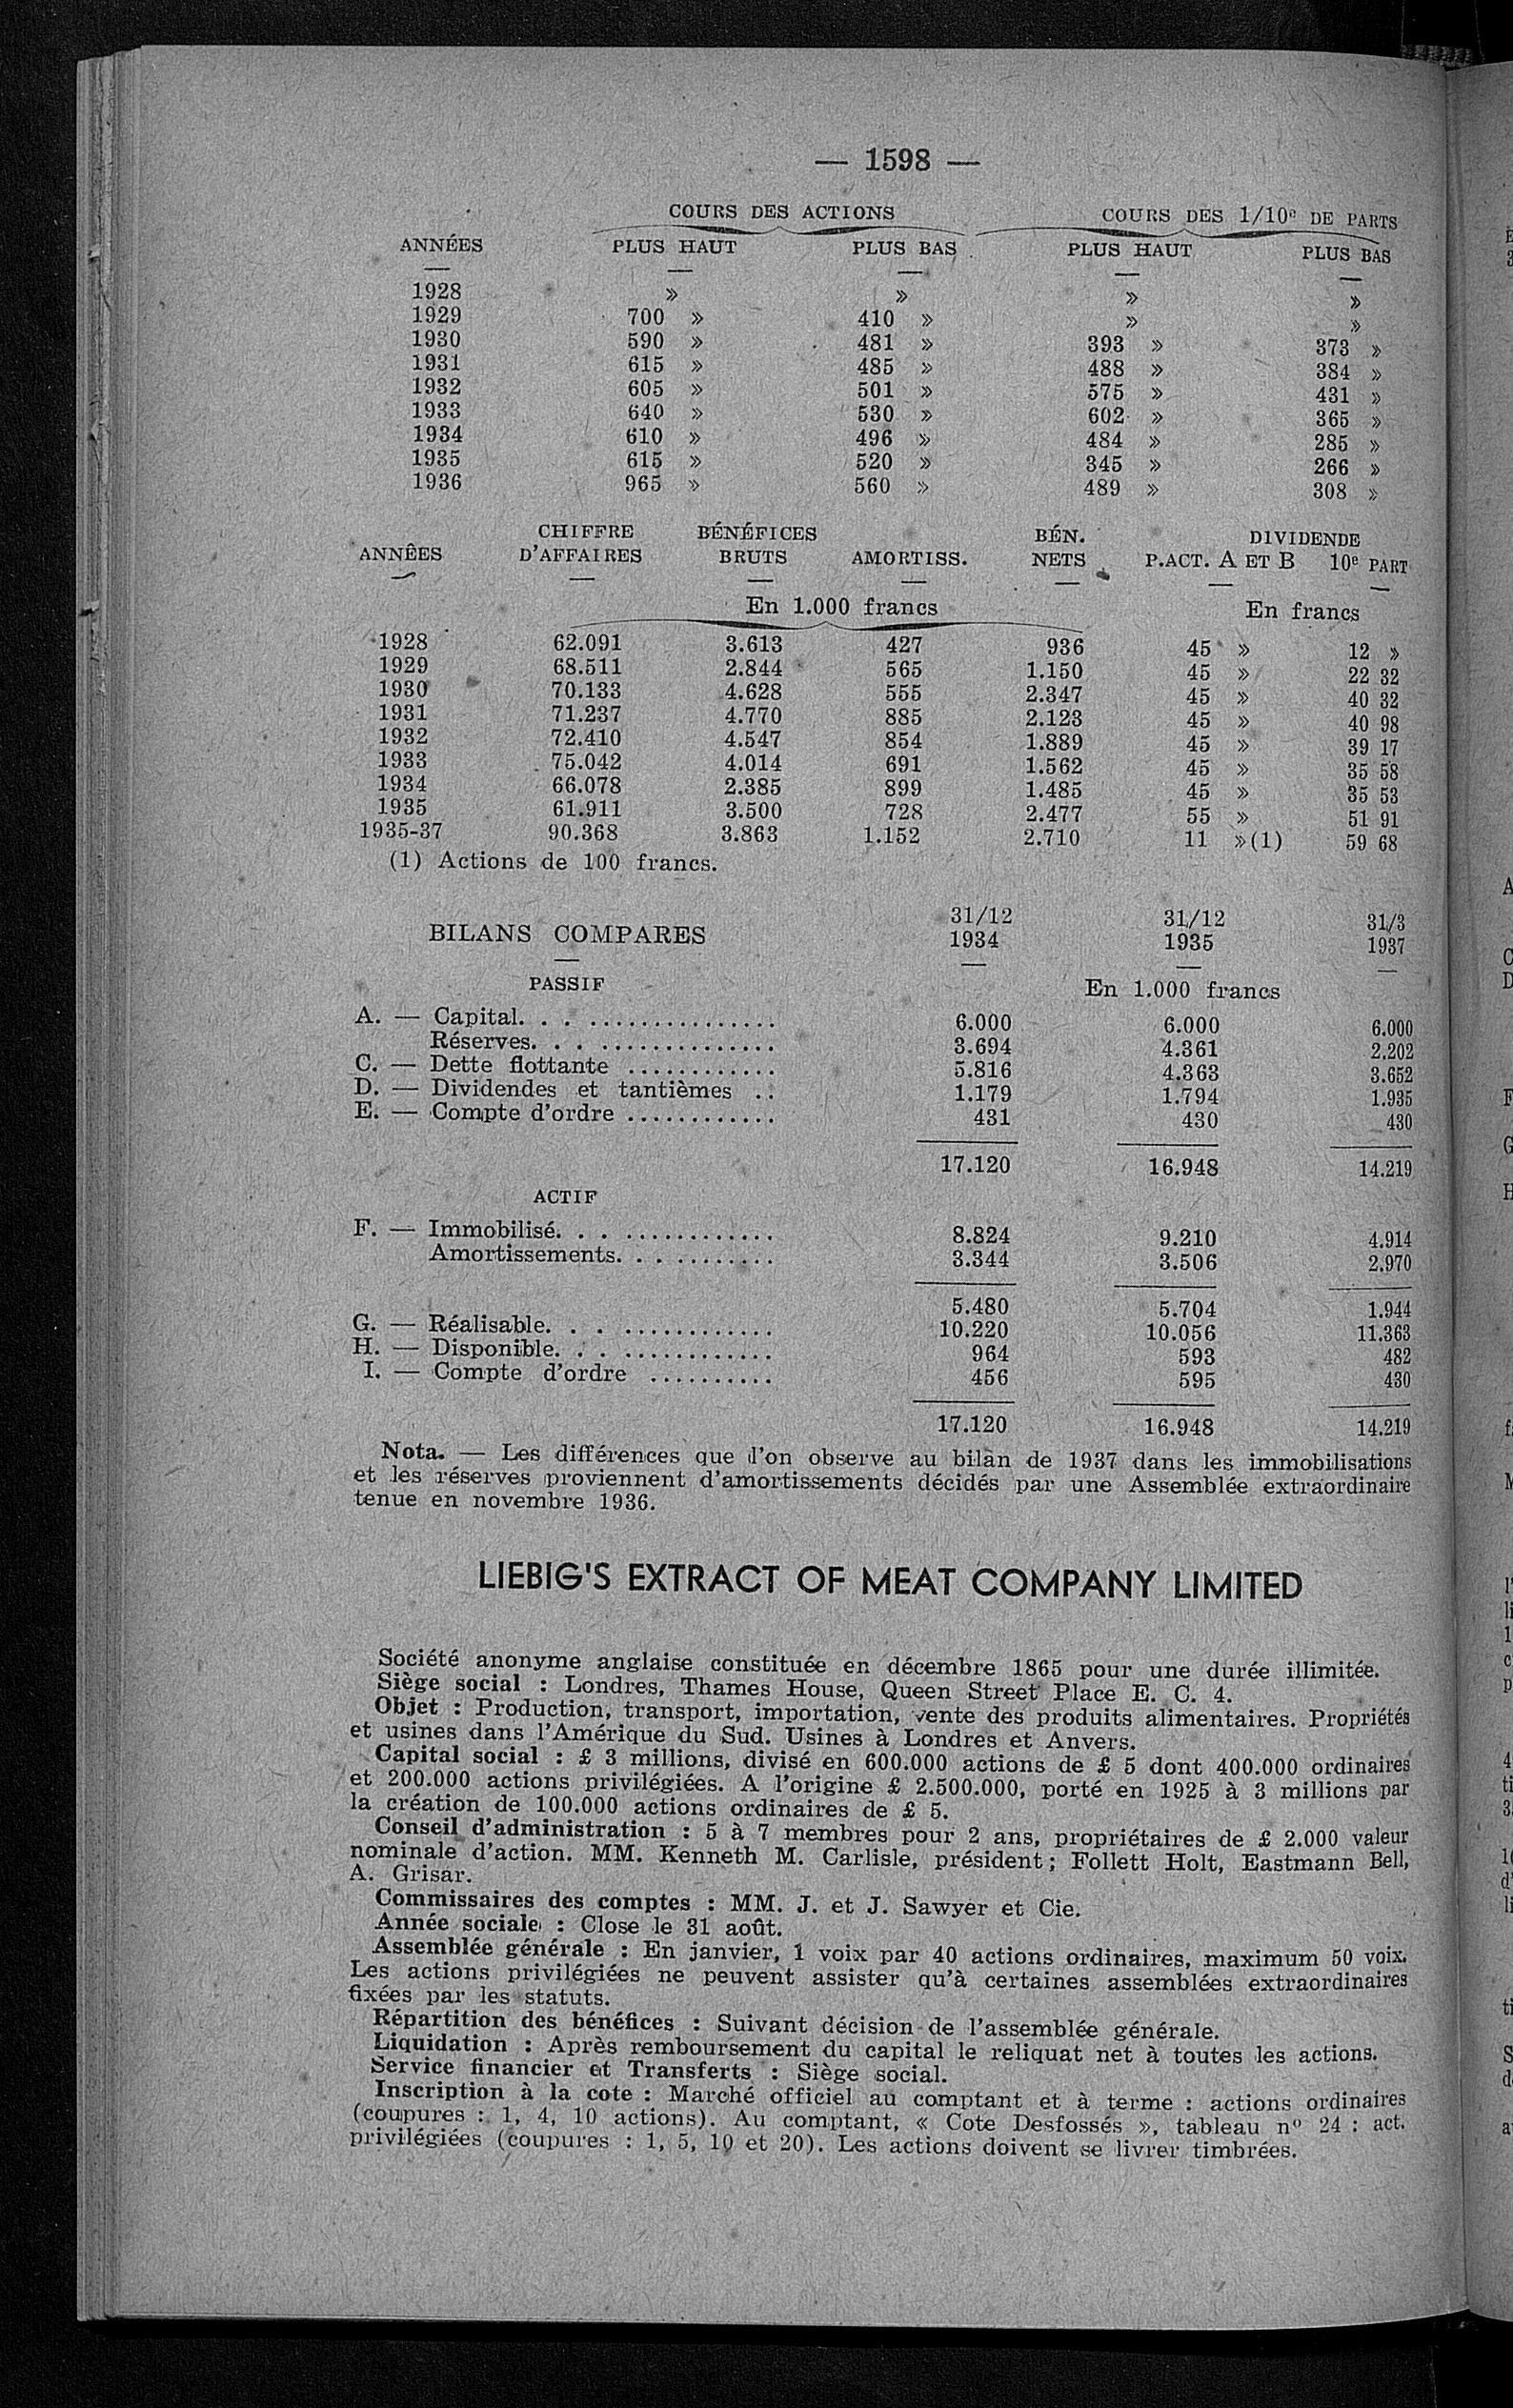 — 1598 —
COURS DES ACTIONS COURS DES 1/10e DE PARTS
ANNÉES PLUS HAUT PLUS BAS PLUS HAUT PLUS BAS
1928 » » » »
1929 700 » 410 » » »
1930 590 » 481 » 393 » 373 »
1931 615 » 485 » 488 » 384 »
1932 605 » 501 » 575 » 431 »
1933 640 » 530 » 602 » 365 »
1934 610 » 496 » 484 » 285 »
1935 615 » 520 » 345 » 266 »
1936 965 » 560 » 489 » 308 »
CHIFFRE BÉNÉFICES BÉN. DIVIDENDE
ANNÉES D'AFFAIRES BRUTS AMORTISS. NETS P.ACT. A ET B 10e PART
En 1.000 francs En francs
1928 62.091 3.613 427 936 45 » 12 »
1929 68.511 2.844 565 1.150 45 » 22 32
1930 70.133 4.628 555 2.347 45 » 40 32
1931 71.237 4.770 885 2.123 45 » 40 98
1932 72.410 4.547 854 1.889 45 » 39 17
1933 75.042 4.014 691 1.562 45 » 35 58
1934 66.078 2.385 899 1.485 45 » 35 53
1935 61.911 3.500 728 2.477 55 » 51 91
1935-37 90.368 3.863 1.152 2.710 11 »(1) 59 68
(1) Actions de 100 francs.
31/12 31/12 31/3
BILANS COMPARES 1934 1935 1937
PASSIF En 1.000 francs
A. — Capital. . . ............... 6.000 6.000 6.000
Réserves. . . ............... 3.694 4.361 2.202
C. — Dette flottante ............ 5.816 4.363 3.652
D. — Dividendes et tantièmes .. 1.179 1.794 1.935
E. — Compte d'ordre ............ 431 430 430
17.120 16.948 14.219
ACTIF
F. — Immobilisé. . . ............ 8.824 9.210 4.914
Amortissements. . . ......... 3.344 3.506 2.970
5.480 5.704 1.944
G. — Réalisable. . . ............ 10.220 10.056 11.363
H. — Disponible. . . ............ 964 593 482
I. — Compte d'ordre .......... 456 595 430
17.120 16.948 14.219
Nota. — Les différences que l'on observe au bilan de 1937 dans les immobilisations
et les réserves proviennent d'amortissements décidés par une Assemblée extraordinaire
tenue en novembre 1936.
LIEBIG'S EXTRACT OF MEAT COMPANY LIMITED
Société anonyme anglaise constituée en décembre 1865 pour une durée illimitée.
Siège social : Londres, Thames House, Queen Street Place E. C. 4.
Objet : Production, transport, importation, vente des produits alimentaires. Propriétés
et usines dans l'Amérique du Sud. Usines à Londres et Anvers.
Capital social : £ 3 millions, divisé en 600.000 actions de £ 5 dont 400.000 ordinaires
et 200.000 actions privilégiées. A l'origine £ 2.500.000, porté en 1925 à 3 millions par
la création de 100.000 actions ordinaires de £ 5.
Conseil d'administration : 5 à 7 membres pour 2 ans, propriétaires de £ 2.000 valeur
nominale d'action. MM. Kenneth M. Carlisle, président; Follett Holt, Eastmann Bell,
A. Grisar.
Commissaires des comptes : MM. J. et J. Sawyer et Cie.
Année sociale : Close le 31 août.
Assemblée générale : En janvier, 1 voix par 40 actions ordinaires, maximum 50 voix.
Les actions privilégiées ne peuvent assister qu'à certaines assemblées extraordinaires
fixées par les statuts.
Répartition des bénéfices : Suivant décision de l'assemblée générale.
Liquidation : Après remboursement du capital le reliquat net à toutes les actions.
Service financier et Transferts : Siège social.
Inscription à la cote : Marché officiel au comptant et à terme : actions ordinaires
(coupures : 1, 4, 10 actions). Au comptant, « Cote Desfossés », tableau n° 24 : act.
privilégiées (coupures : 1, 5, 10 et 20). Les actions doivent se livrer timbrées.